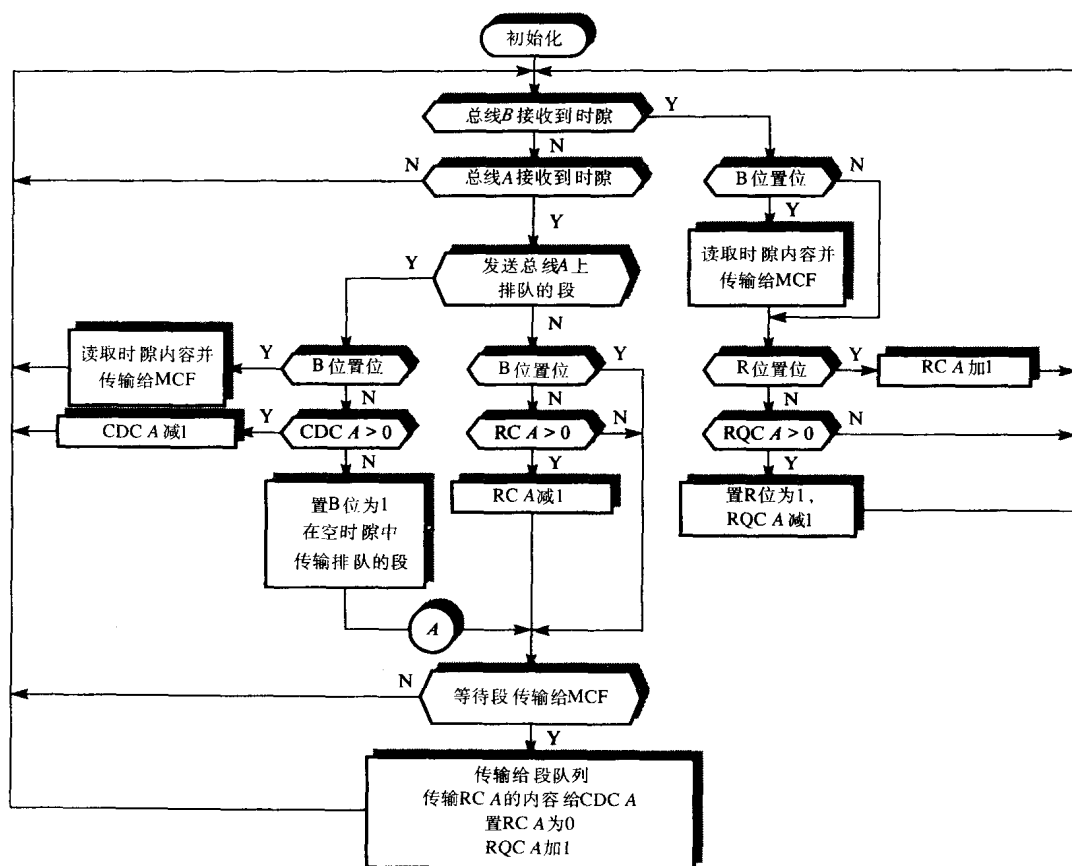 初始化
总线B接收到时隙
Y
N
总线A接收到时隙
N
Y
B位置位
N
Y
读取时隙内容并
传输给MCF
发送总线A上
排队的段
Y
N
读取时隙内容并
传输给MCF
Y
B位置位
N
B位置位
Y
N
R位置位
Y
N
RC A加1
CDC A减1
Y
CDC A > 0
N
RC A > 0
N
Y
RQC A > 0
N
Y
置B位为1
在空时隙中
传输排队的段
RC A减1
置R位为1,
RQC A减1
A
等待段传输给MCF
N
Y
传输给段队列
传输RC A的内容给CDC A
置RC A为0
RQC A加1